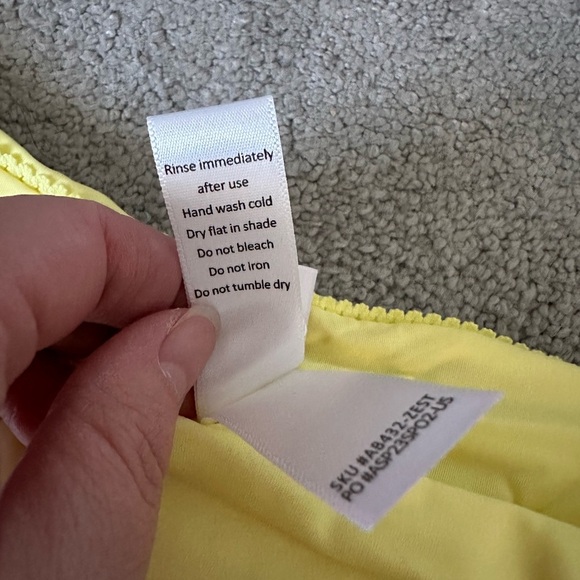 Rinse immediately
after use
Hand wash cold
Dry flat in shade
Do not bleach
Do not iron
Do not tumble dry
SKU #AB432-ZEST
PO #ASP23SP02-US